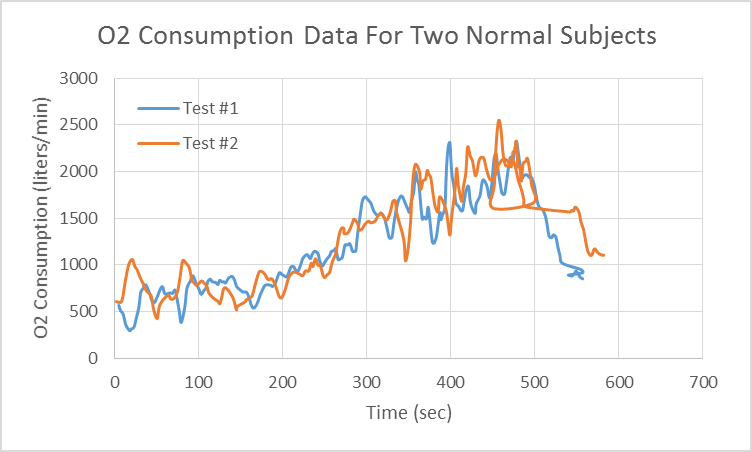 O2 Consumption Data For Two Normal Subjects
3000
2500
2000
1500
1000
500
0
O2 Consumption (liters/min)
Test #1
Test #2
0 100 200 300 400 500 600 700
Time (sec)